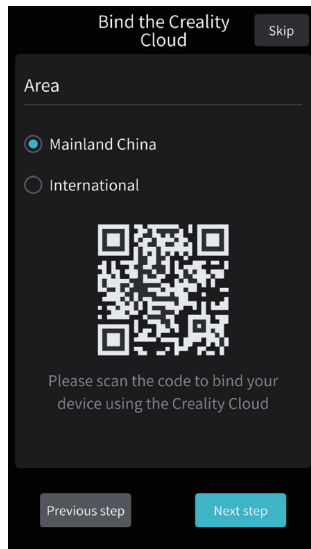 Bind the Creality
Cloud
Skip
Area
Mainland China
International
Please scan the code to bind your
device using the Creality Cloud
Previous step
Next step